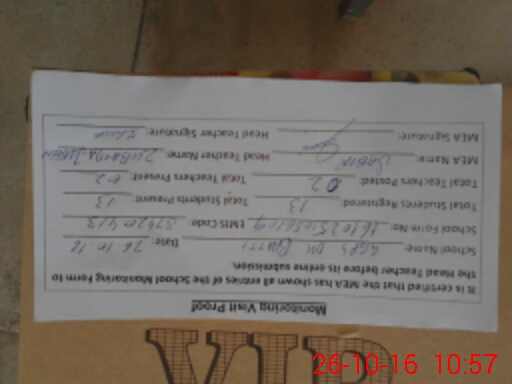 Monitoring Visit Proof
It is certified that the MEA has shown all entries of the School Monitoring Form to
the Head Teacher before its online submission.
School Name: GGPS Date: 26.10.16
School Form No: EMIS Code: 37420413
Total Students Registered: 13 Total Students Present: 13
Total Teachers Posted: 02 Total Teachers Present: 02
MEA Name: Head Teacher Name:
MEA Signature: Head Teacher Signature:
VIP
26-10-16 10:57